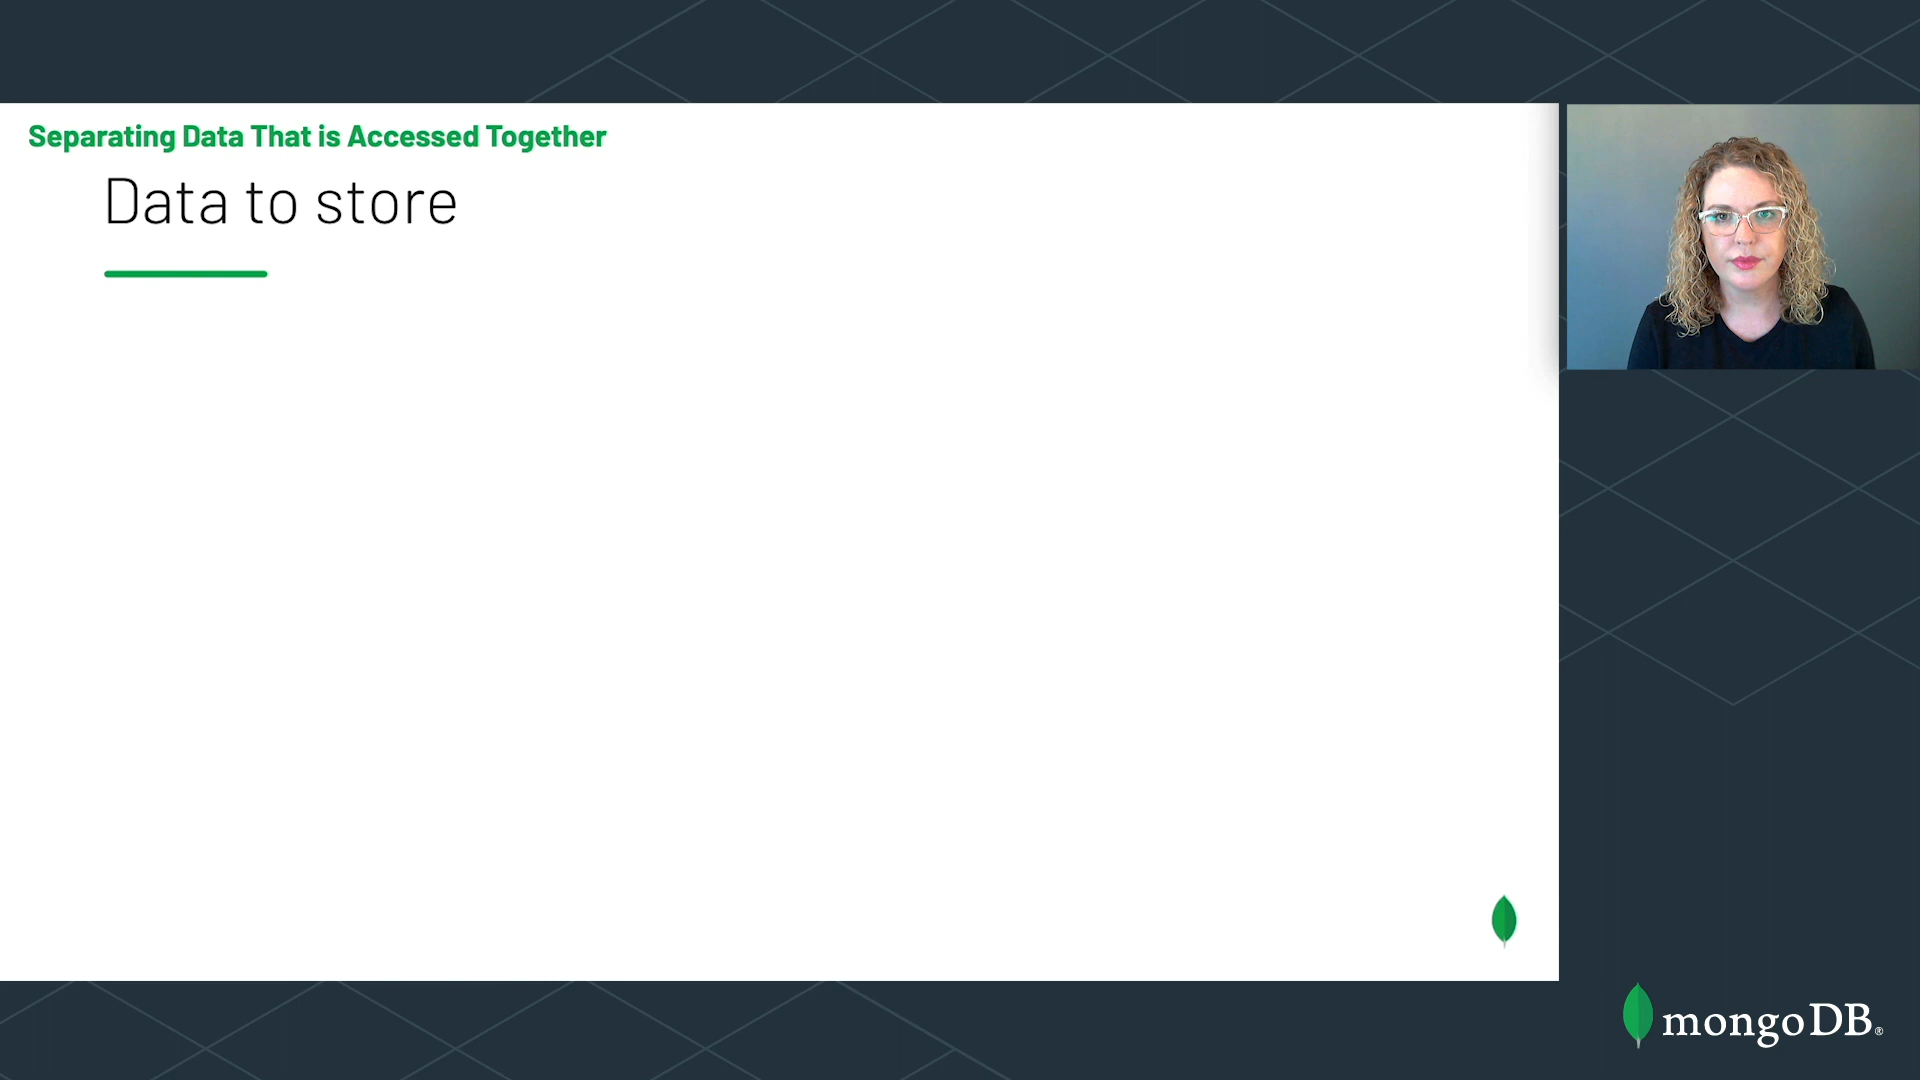 Separating Data That is Accessed Together
Data to store
mongoDB®